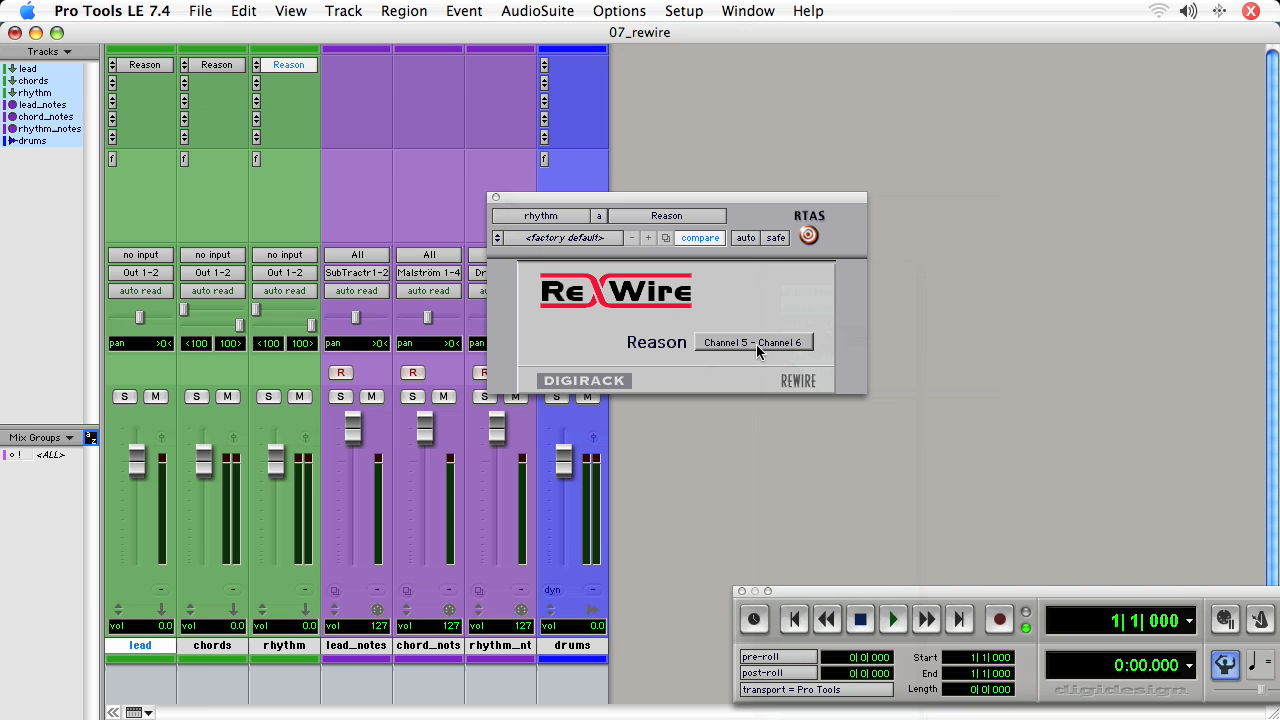 Pro Tools LE 7.4 File Edit View Track Region Event AudioSuite Options Setup Window Help
07_rewire
Tracks
lead
chords
rhythm
lead_notes
chord_notes
rhythm_notes
drums
Mix Groups
a z
o ! <ALL>
Reason Reason Reason
f f f f
no input no input no input All All
Out 1-2 Out 1-2 Out 1-2 SubTractr1-2 Malström 1-4 Dr
auto read auto read auto read auto read auto read
pan >0< <100 100> <100 100> pan >0< pan >0<
R R R
S M S M S M S M S M S M S M
dyn
vol 0.0 vol 0.0 vol 0.0 vol 127 vol 127 vol 127 vol 0.0
lead chords rhythm lead_notes chord_nots rhythm_nt drums
rhythm a Reason RTAS
<factory default> - + compare auto safe
ReWire
Reason Channel 5 - Channel 6
DIGIRACK REWIRE
1| 1| 000
pre-roll 0| 0| 000 Start 1| 1| 000
post-roll 0| 0| 000 End 1| 1| 000
transport = Pro Tools Length 0| 0| 000
0:00.000
digidesign